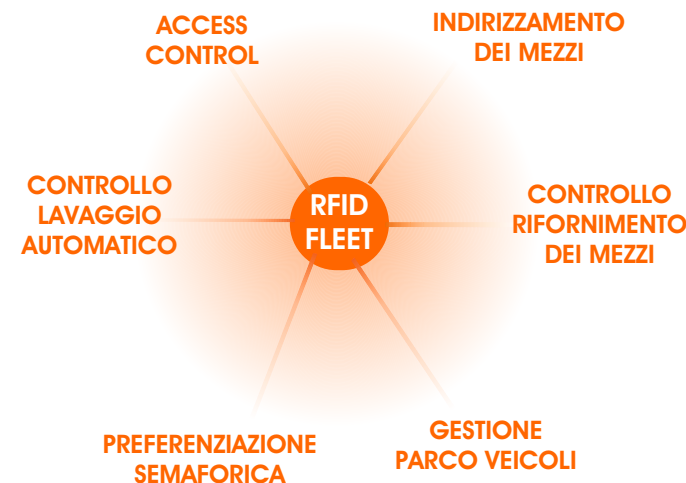 ACCESS
CONTROL
INDIRIZZAMENTO
DEI MEZZI
CONTROLLO
LAVAGGIO
AUTOMATICO
RFID
FLEET
CONTROLLO
RIFORNIMENTO
DEI MEZZI
PREFERENZIAZIONE
SEMAFORICA
GESTIONE
PARCO VEICOLI